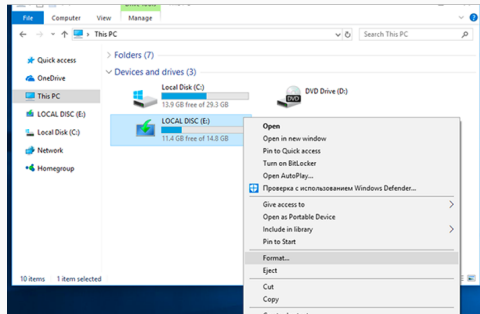 File
Computer
View
Manage
This PC
Search This PC
Quick access
OneDrive
This PC
LOCAL DISC (E:)
Local Disk (C:)
Network
Homegroup
Folders (7)
Devices and drives (3)
Local Disk (C:)
13.9 GB free of 29.3 GB
DVD Drive (D:)
DVD
LOCAL DISC (E:)
11.4 GB free of 14.8 GB
Open
Open in new window
Pin to Quick access
Turn on BitLocker
Open AutoPlay...
Проверка с использованием Windows Defender...
Give access to
Open as Portable Device
Include in library
Pin to Start
Format...
Eject
Cut
Copy
10 items
1 item selected